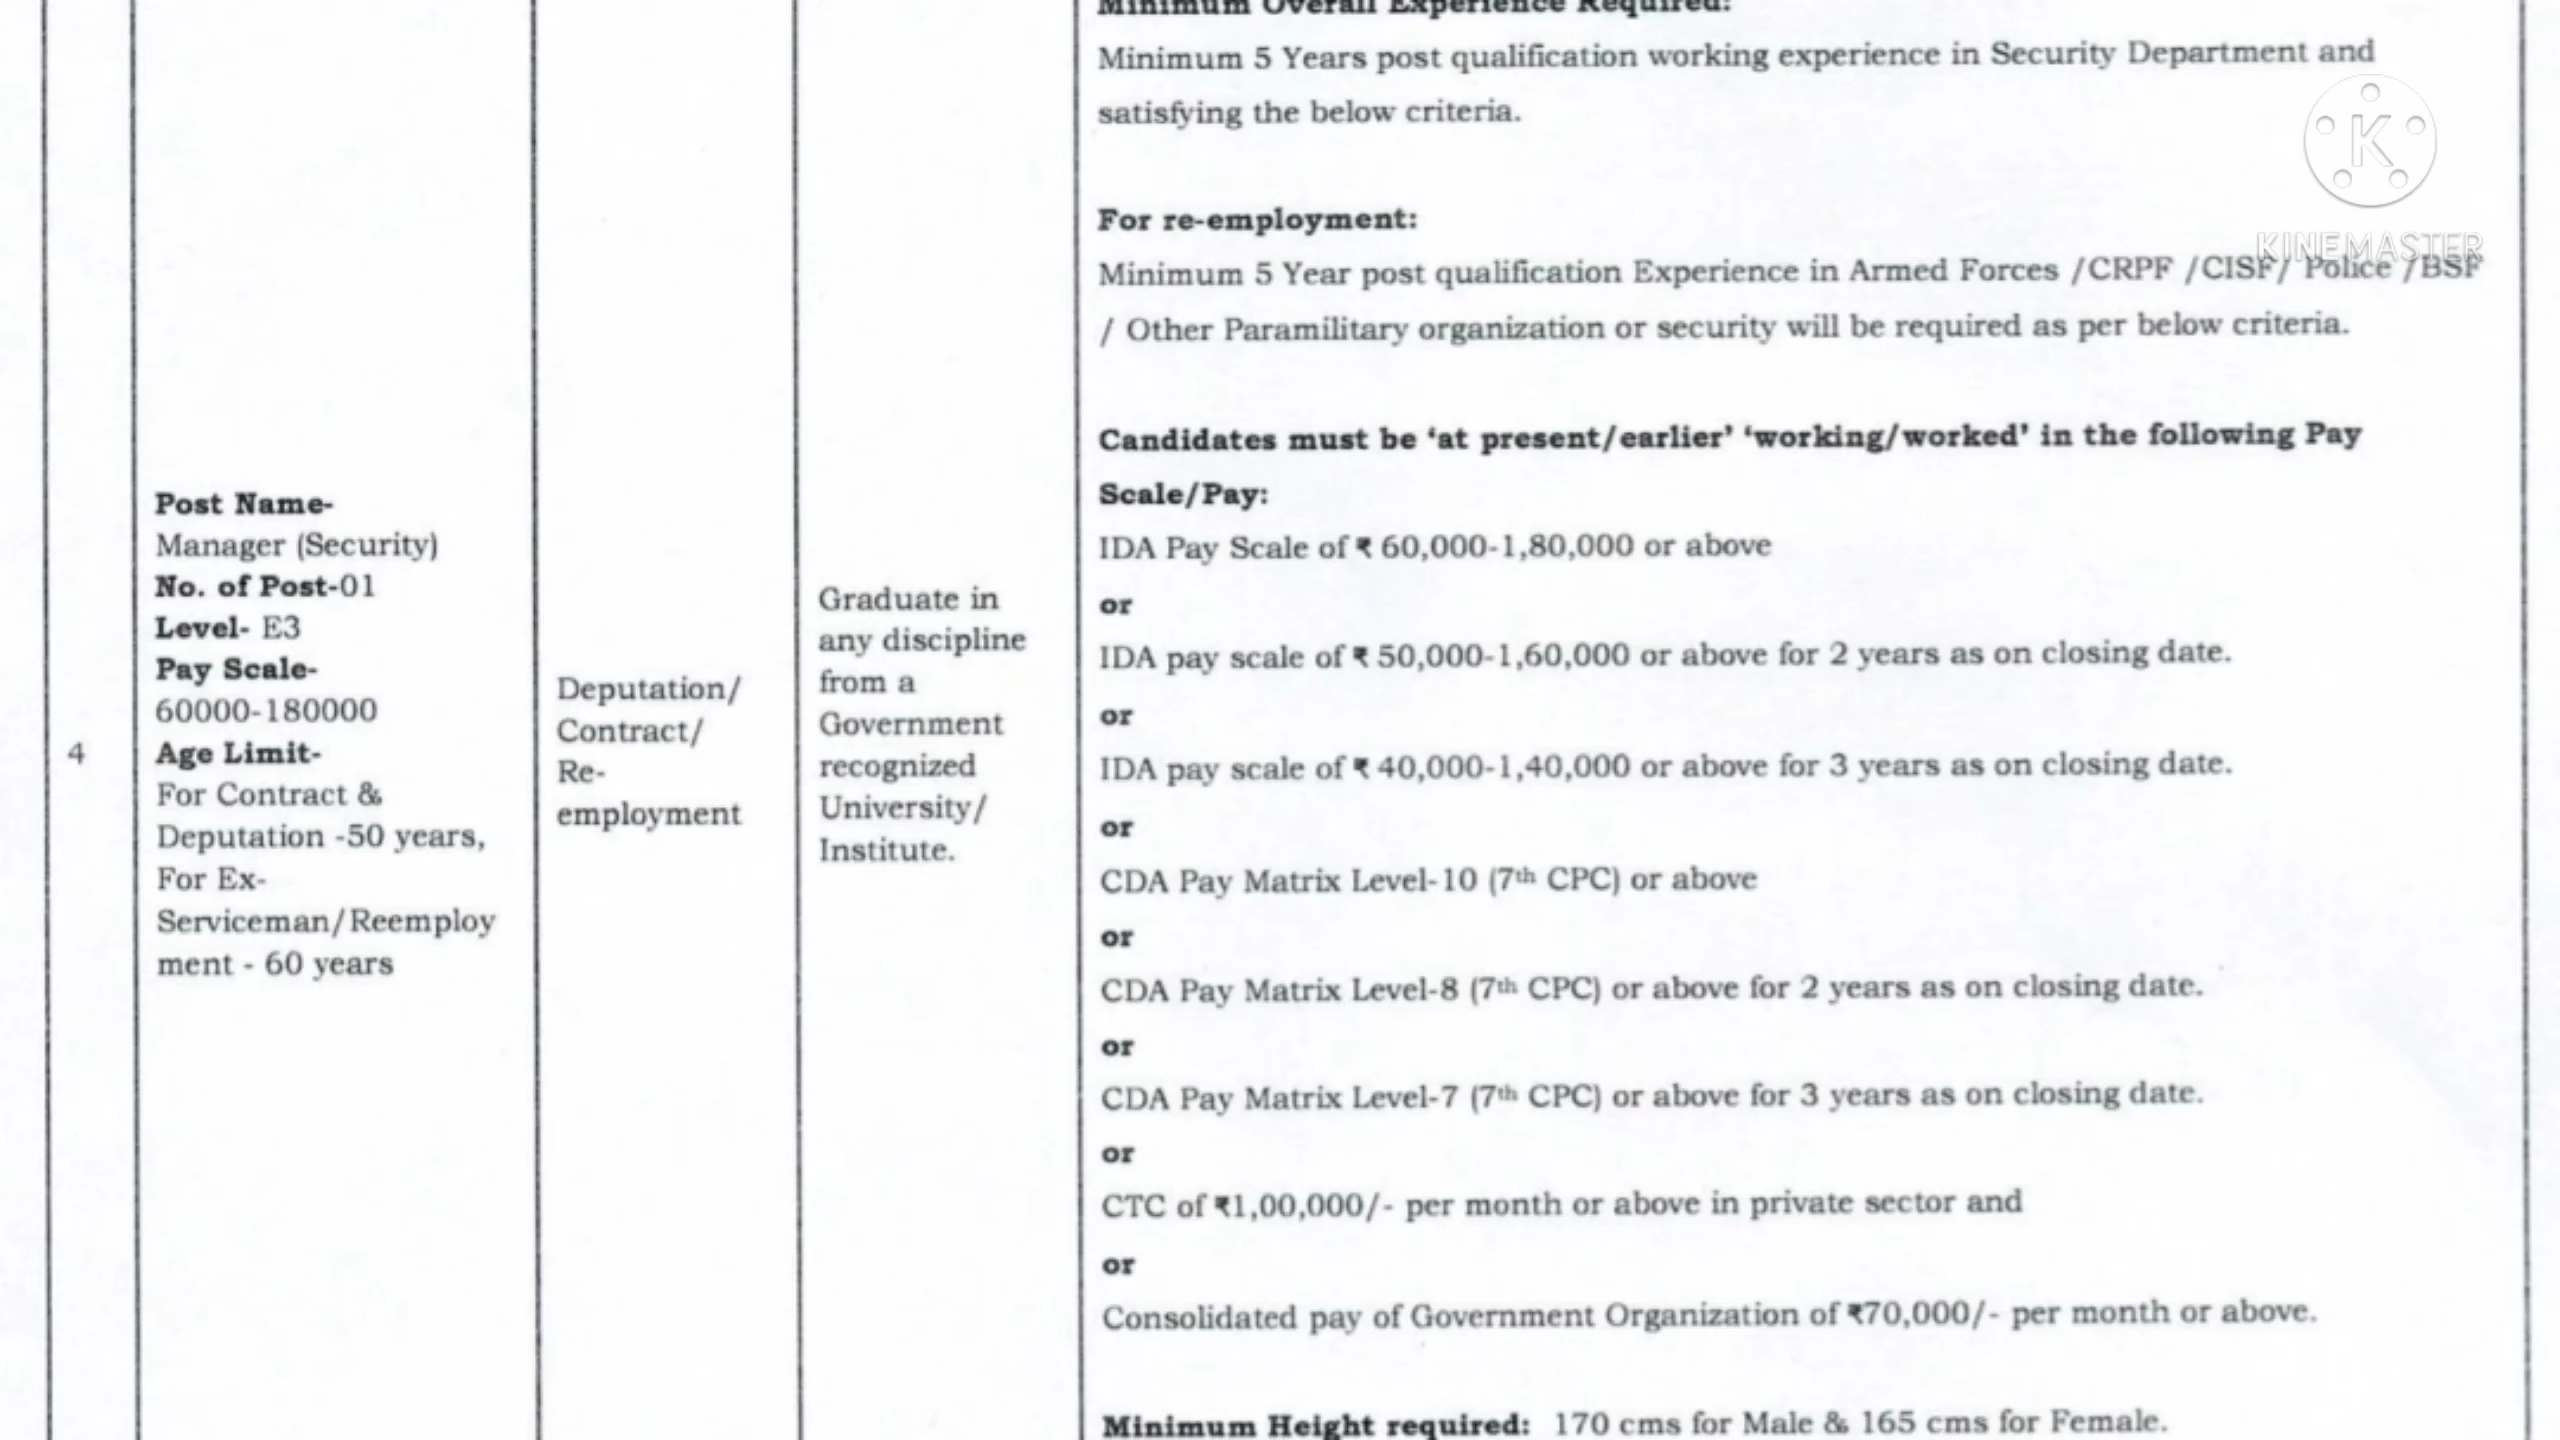 4
Post Name-
Manager (Security)
No. of Post-01
Level- E3
Pay Scale-
60000-180000
Age Limit-
For Contract &
Deputation -50 years,
For Ex-
Serviceman/Reemploy
ment - 60 years
Deputation/
Contract/
Re-
employment
Graduate in
any discipline
from a
Government
recognized
University/
Institute.
Minimum Overall Experience Required:
Minimum 5 Years post qualification working experience in Security Department and
satisfying the below criteria.
For re-employment:
Minimum 5 Year post qualification Experience in Armed Forces /CRPF /CISF/ Police /BSF
/ Other Paramilitary organization or security will be required as per below criteria.
Candidates must be ‘at present/earlier’ ‘working/worked’ in the following Pay
Scale/Pay:
IDA Pay Scale of ₹ 60,000-1,80,000 or above
or
IDA pay scale of ₹ 50,000-1,60,000 or above for 2 years as on closing date.
or
IDA pay scale of ₹ 40,000-1,40,000 or above for 3 years as on closing date.
or
CDA Pay Matrix Level-10 (7th CPC) or above
or
CDA Pay Matrix Level-8 (7th CPC) or above for 2 years as on closing date.
or
CDA Pay Matrix Level-7 (7th CPC) or above for 3 years as on closing date.
or
CTC of ₹1,00,000/- per month or above in private sector and
or
Consolidated pay of Government Organization of ₹70,000/- per month or above.
Minimum Height required: 170 cms for Male & 165 cms for Female.
K
KINEMASTER